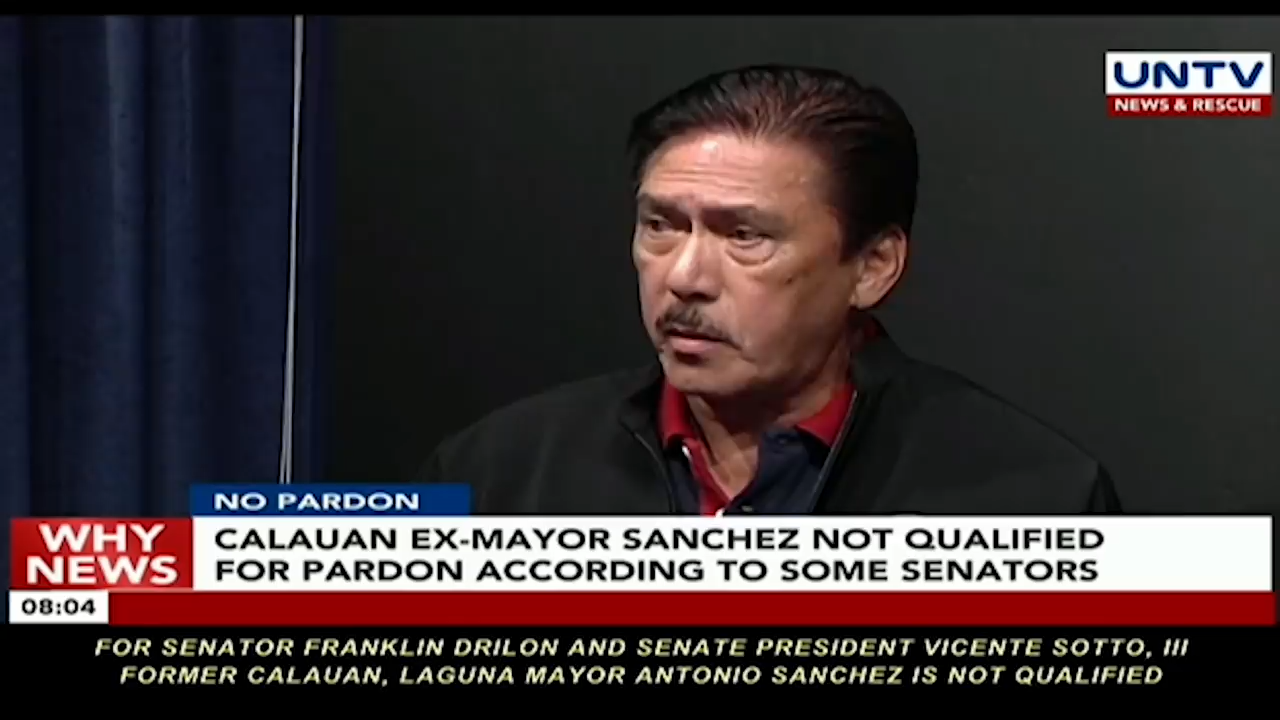 UNTV
NEWS & RESCUE
NO PARDON
WHY
NEWS
CALAUAN EX-MAYOR SANCHEZ NOT QUALIFIED
FOR PARDON ACCORDING TO SOME SENATORS
08:04
FOR SENATOR FRANKLIN DRILON AND SENATE PRESIDENT VICENTE SOTTO, III
FORMER CALAUAN, LAGUNA MAYOR ANTONIO SANCHEZ IS NOT QUALIFIED